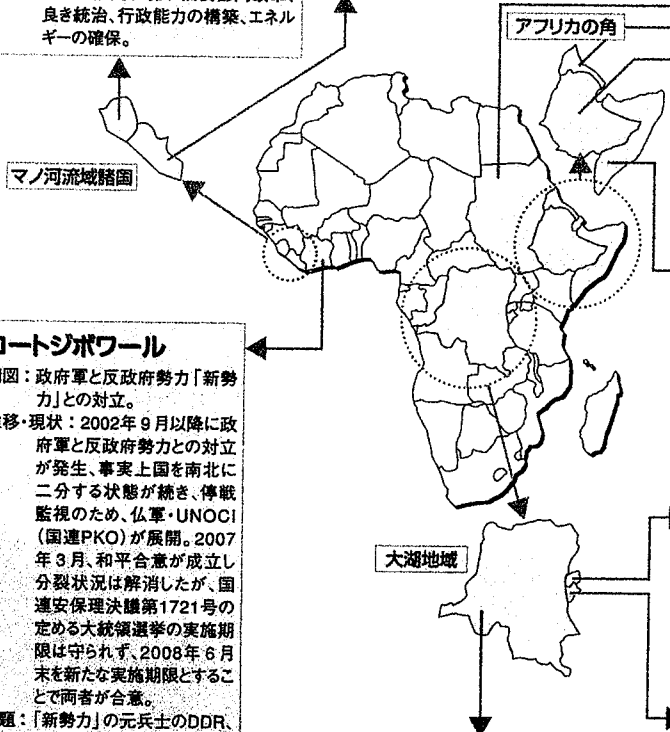 良き統治、行政能力の構築、エネル
ギーの確保。
アフリカの角
マノ河流域諸国
コートジボワール
図：政府軍と反政府勢力「新勢
力」との対立。
移・現状：2002年9月以降に政
府軍と反政府勢力との対立
が発生、事実上国を南北に
二分する状態が続き、停戦
監視のため、仏軍・UNOCI
（国連PKO）が展開。2007
年3月、和平合意が成立し
分裂状況は解消したが、国
連安保理決議第1721号の
定める大統領選挙の実施期
限は守られず、2008年6月
末を新たな実施期限とするこ
とで両者が合意。
題：「新勢力」の元兵士のDDR、
大湖地域